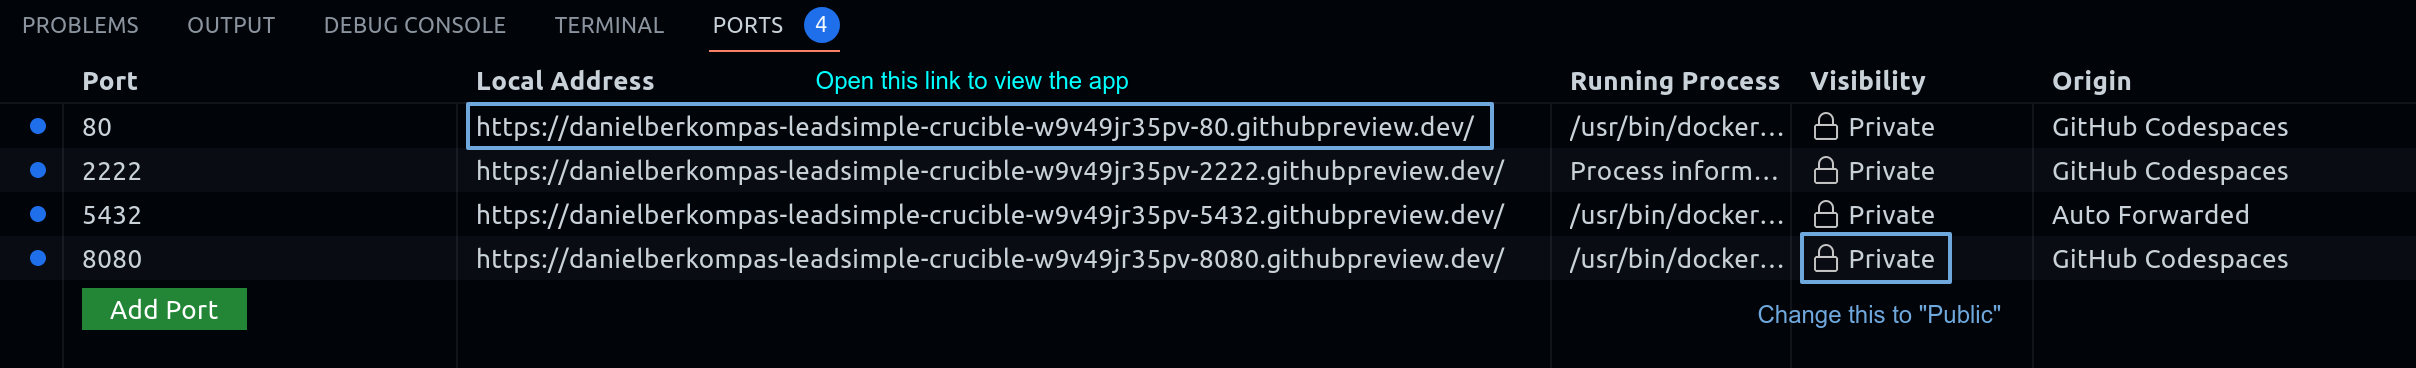 PROBLEMS OUTPUT DEBUG CONSOLE TERMINAL PORTS 4
Port Local Address Open this link to view the app Running Process Visibility Origin
80 https://danielberkompas-leadsimple-crucible-w9v49jr35pv-80.githubpreview.dev/ /usr/bin/docker... Private GitHub Codespaces
2222 https://danielberkompas-leadsimple-crucible-w9v49jr35pv-2222.githubpreview.dev/ Process inform... Private GitHub Codespaces
5432 https://danielberkompas-leadsimple-crucible-w9v49jr35pv-5432.githubpreview.dev/ /usr/bin/docker... Private Auto Forwarded
8080 https://danielberkompas-leadsimple-crucible-w9v49jr35pv-8080.githubpreview.dev/ /usr/bin/docker... Private GitHub Codespaces
Add Port Change this to "Public"